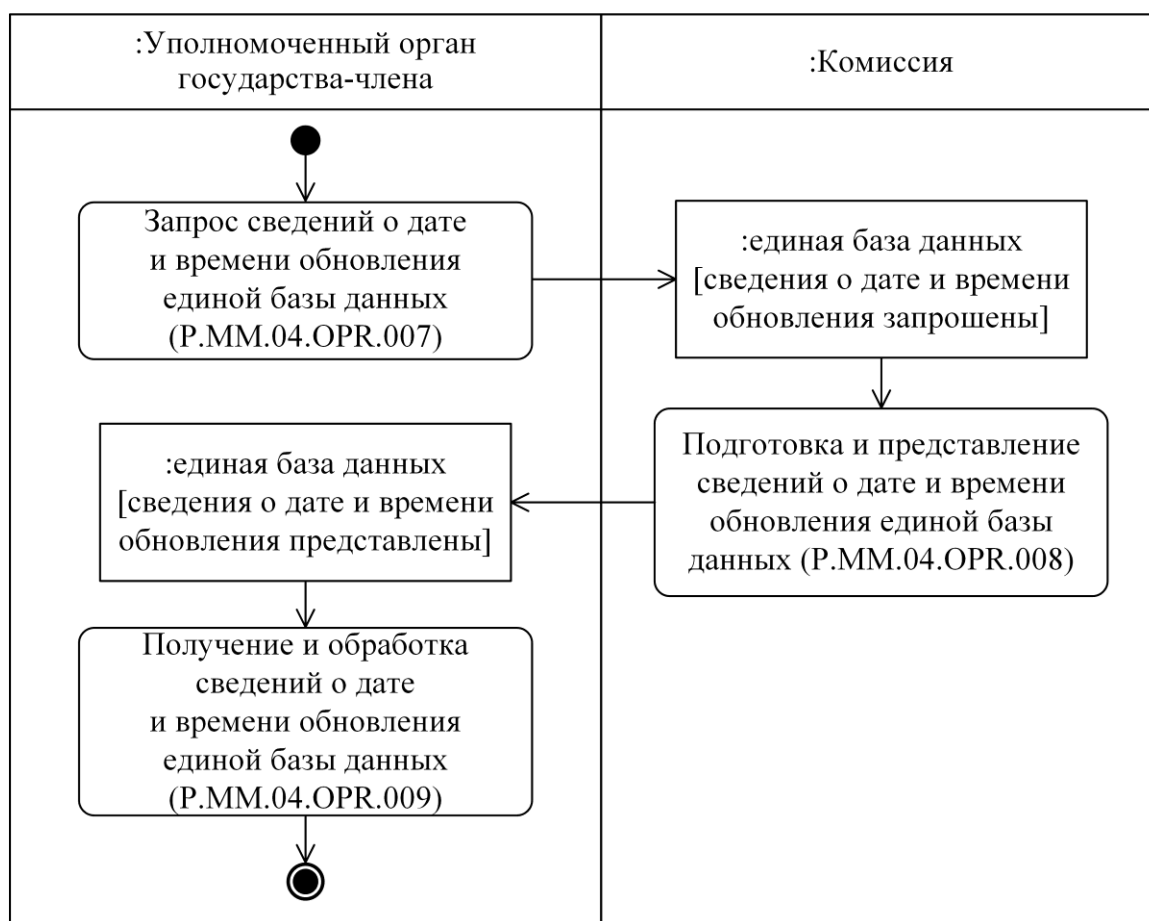 :Уполномоченный орган
государства-члена
:Комиссия
Запрос сведений о дате
и времени обновления
единой базы данных
(P.MM.04.OPR.007)
:единая база данных
[сведения о дате и времени
обновления запрошены]
Подготовка и представление
сведений о дате и времени
обновления единой базы
данных (P.MM.04.OPR.008)
:единая база данных
[сведения о дате и времени
обновления представлены]
Получение и обработка
сведений о дате
и времени обновления
единой базы данных
(P.MM.04.OPR.009)